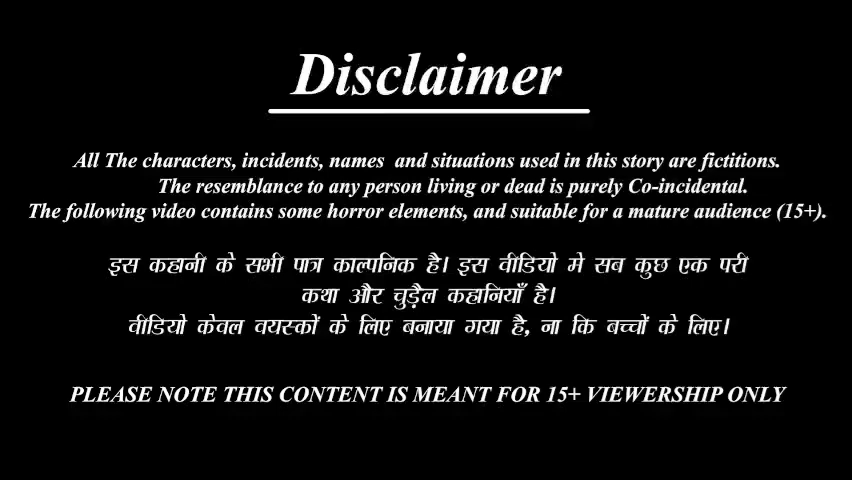 Disclaimer
All The characters, incidents, names and situations used in this story are fictitions.
The resemblance to any person living or dead is purely Co-incidental.
The following video contains some horror elements, and suitable for a mature audience (15+).
इस कहानी के सभी पात्र काल्पनिक है। इस वीडियो मे सब कुछ एक परी
कथा और चुड़ैल कहानियाँ है।
वीडियो केवल वयस्कों के लिए बनाया गया है, ना कि बच्चों के लिए।
PLEASE NOTE THIS CONTENT IS MEANT FOR 15+ VIEWERSHIP ONLY